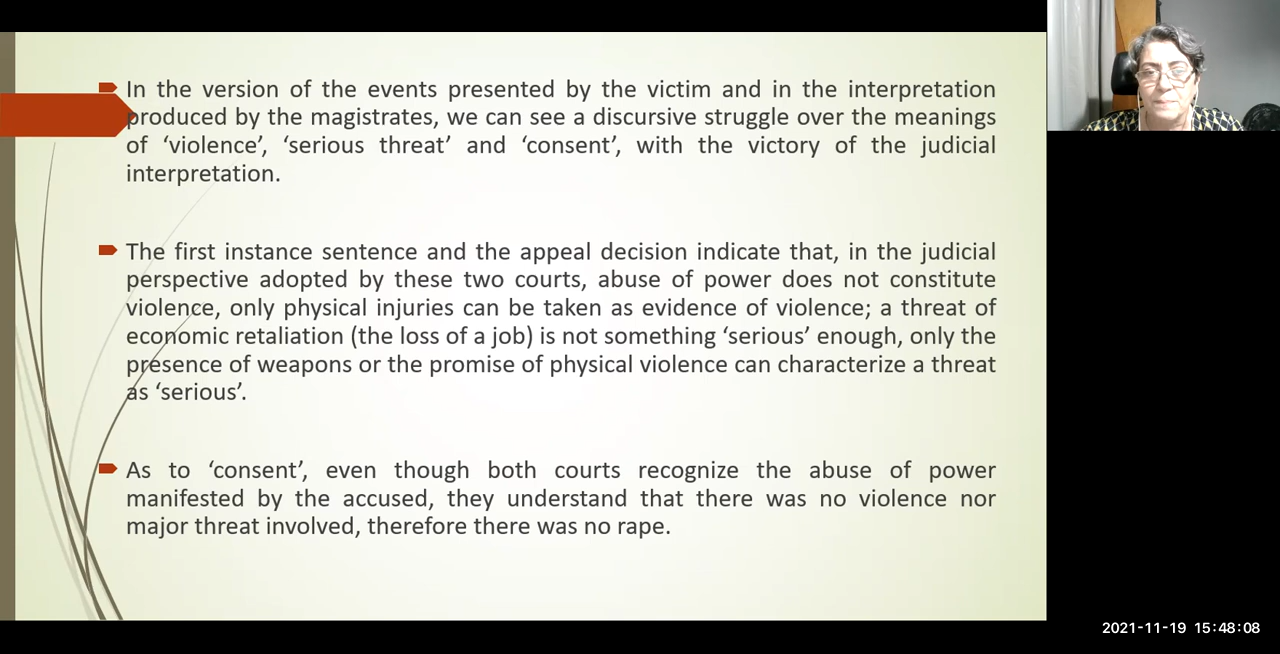 In the version of the events presented by the victim and in the interpretation
produced by the magistrates, we can see a discursive struggle over the meanings
of ‘violence’, ‘serious threat’ and ‘consent’, with the victory of the judicial
interpretation.
The first instance sentence and the appeal decision indicate that, in the judicial
perspective adopted by these two courts, abuse of power does not constitute
violence, only physical injuries can be taken as evidence of violence; a threat of
economic retaliation (the loss of a job) is not something ‘serious’ enough, only the
presence of weapons or the promise of physical violence can characterize a threat
as ‘serious’.
As to ‘consent’, even though both courts recognize the abuse of power
manifested by the accused, they understand that there was no violence nor
major threat involved, therefore there was no rape.
2021-11-19 15:48:08